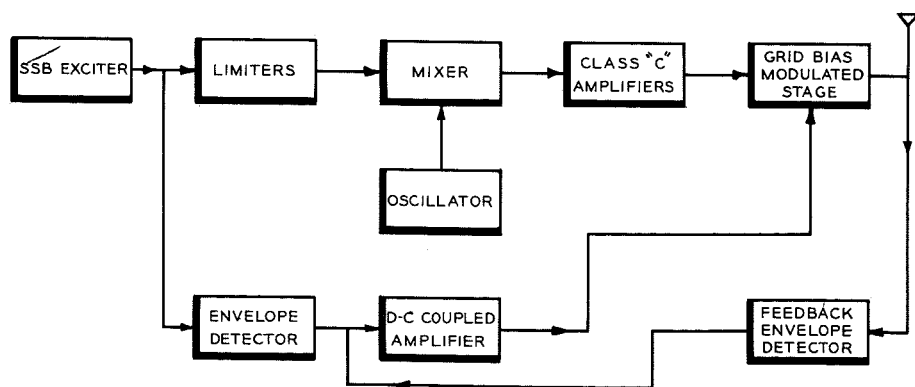 SSB EXCITER
LIMITERS
MIXER
CLASS "C"
AMPLIFIERS
GRID BIAS
MODULATED
STAGE
OSCILLATOR
ENVELOPE
DETECTOR
D-C COUPLED
AMPLIFIER
FEEDBACK
ENVELOPE
DETECTOR